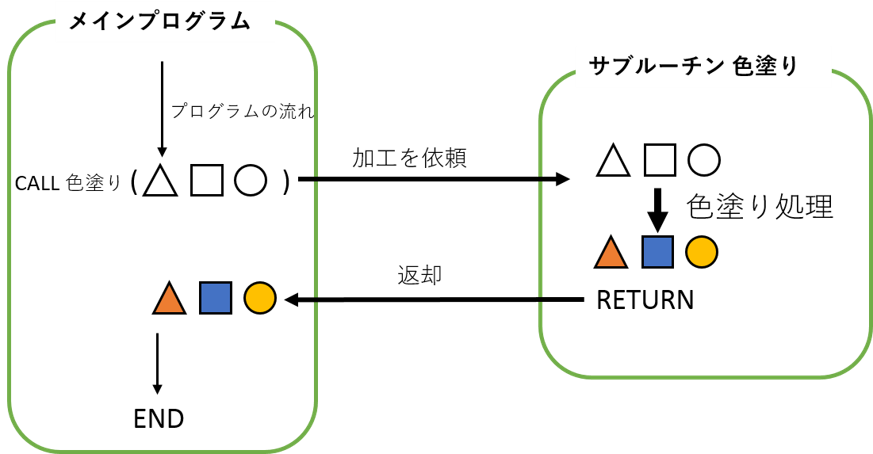 メインプログラム
プログラムの流れ
CALL 色塗り ( )
加工を依頼
サブルーチン 色塗り
色塗り処理
RETURN
返却
END